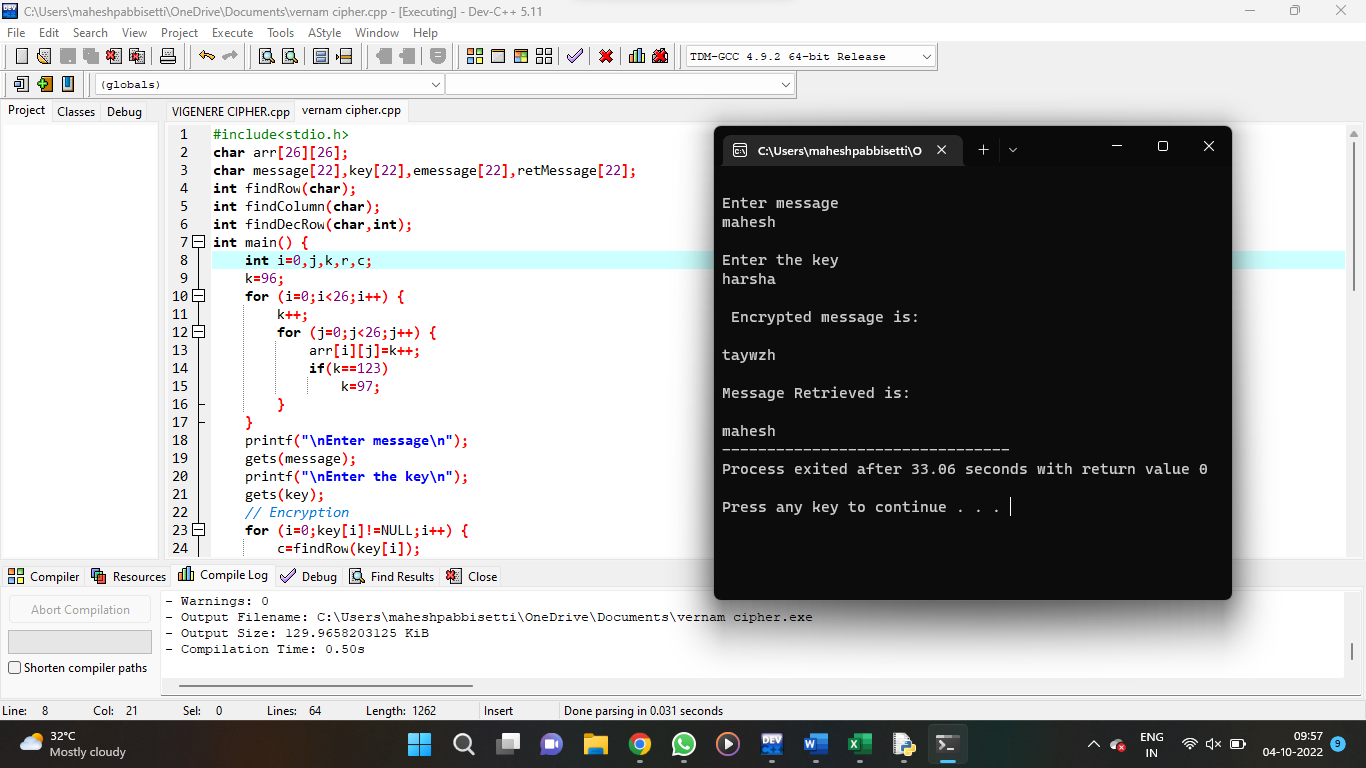 C:\Users\maheshpabbisetti\OneDrive\Documents\vernam cipher.cpp - [Executing] - Dev-C++ 5.11
File Edit Search View Project Execute Tools AStyle Window Help
TDM-GCC 4.9.2 64-bit Release
(globals)
Project Classes Debug
VIGENERE CIPHER.cpp vernam cipher.cpp
1 #include<stdio.h>
2 char arr[26][26];
3 char message[22],key[22],emessage[22],retMessage[22];
4 int findRow(char);
5 int findColumn(char);
6 int findDecRow(char,int);
7 int main() {
8 int i=0,j,k,r,c;
9 k=96;
10 for (i=0;i<26;i++) {
11 k++;
12 for (j=0;j<26;j++) {
13 arr[i][j]=k++;
14 if(k==123)
15 k=97;
16 }
17 }
18 printf("\nEnter message\n");
19 gets(message);
20 printf("\nEnter the key\n");
21 gets(key);
22 // Encryption
23 for (i=0;key[i]!=NULL;i++) {
24 c=findRow(key[i]);
C:\Users\maheshpabbisetti\O
Enter message
mahesh
Enter the key
harsha
Encrypted message is:
taywzh
Message Retrieved is:
mahesh
--------------------------------
Process exited after 33.06 seconds with return value 0
Press any key to continue . . .
Compiler Resources Compile Log Debug Find Results Close
Abort Compilation
Shorten compiler paths
- Warnings: 0
- Output Filename: C:\Users\maheshpabbisetti\OneDrive\Documents\vernam cipher.exe
- Output Size: 129.9658203125 KiB
- Compilation Time: 0.50s
Line: 8 Col: 21 Sel: 0 Lines: 64 Length: 1262 Insert Done parsing in 0.031 seconds
32°C
Mostly cloudy
ENG
IN
09:57
04-10-2022
9